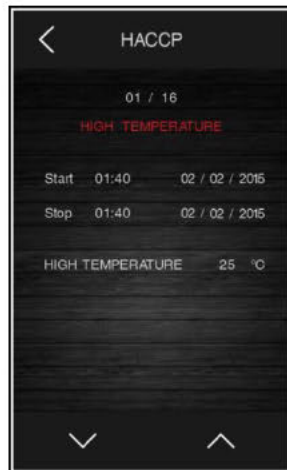 HACCP
01 / 16
HIGH TEMPERATURE
Start 01:40 02 / 02 / 2015
Stop 01:40 02 / 02 / 2015
HIGH TEMPERATURE 25 °C